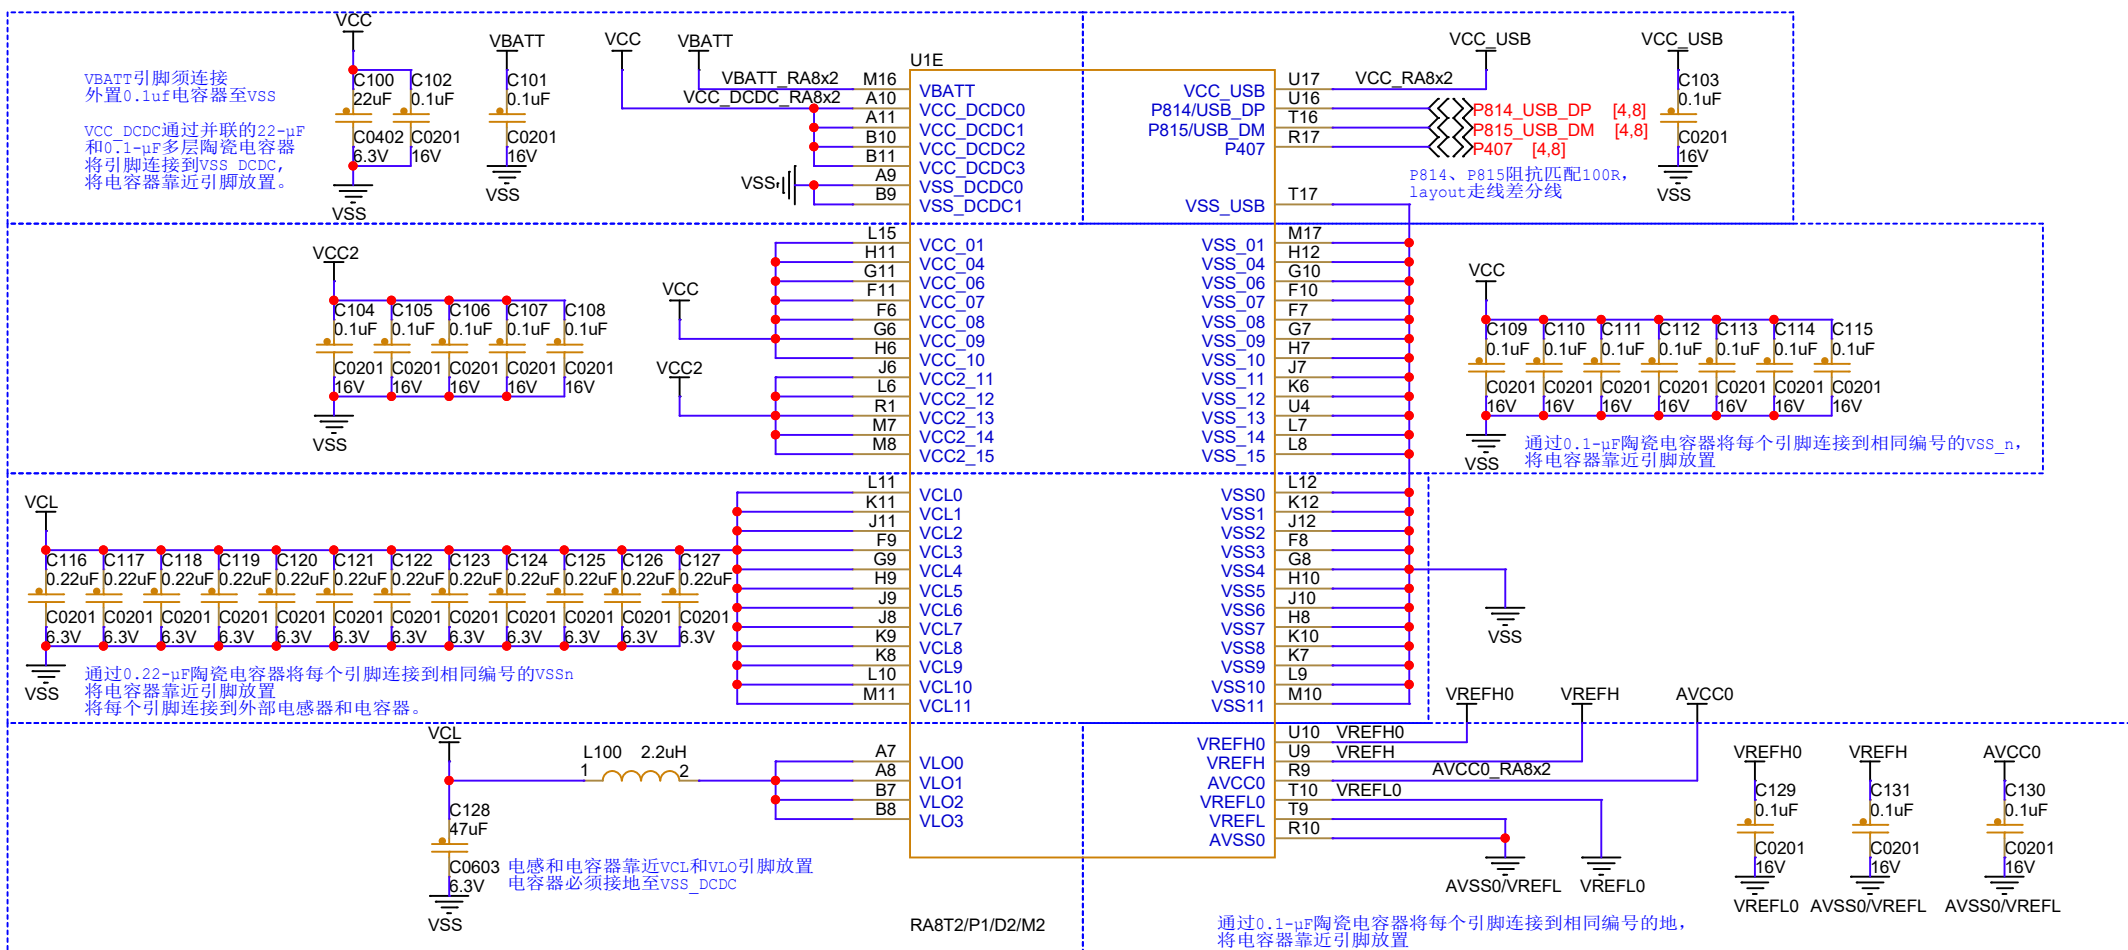 VCC
VBATT
VCC
VBATT
U1E
VCC_USB
VCC_USB
VBATT引脚须连接
外置0.1uf电容器至VSS
VCC_DCDC通过并联的22-μF
和0.1-μF多层陶瓷电容器
将引脚连接到VSS_DCDC,
将电容器靠近引脚放置。
C100
22uF
C0402
6.3V
C102
0.1uF
C0201
16V
VSS
C101
0.1uF
C0201
16V
VSS
VBATT_RA8x2
VCC_DCDC_RA8x2
VSS
M16 VBATT
A10 VCC_DCDC0
A11 VCC_DCDC1
B10 VCC_DCDC2
B11 VCC_DCDC3
A9 VSS_DCDC0
B9 VSS_DCDC1
VCC_USB U17 VCC_RA8x2
P814/USB_DP U16 P814_USB_DP [4,8]
P815/USB_DM T16 P815_USB_DM [4,8]
P407 R17 P407 [4,8]
VSS_USB T17
P814、P815阻抗匹配100R,
layout走线差分线
C103
0.1uF
C0201
16V
VSS
VCC2
C104 C105 C106 C107 C108
0.1uF 0.1uF 0.1uF 0.1uF 0.1uF
C0201 C0201 C0201 C0201 C0201
16V 16V 16V 16V 16V
VSS
VCC
VCC2
L15 VCC_01
H11 VCC_04
G11 VCC_06
F11 VCC_07
F6 VCC_08
G6 VCC_09
H6 VCC_10
J6 VCC2_11
L6 VCC2_12
R1 VCC2_13
M7 VCC2_14
M8 VCC2_15
VSS_01 M17
VSS_04 H12
VSS_06 G10
VSS_07 F10
VSS_08 F7
VSS_09 G7
VSS_10 H7
VSS_11 J7
VSS_12 K6
VSS_13 U4
VSS_14 L7
VSS_15 L8
VCC
C109 C110 C111 C112 C113 C114 C115
0.1uF 0.1uF 0.1uF 0.1uF 0.1uF 0.1uF 0.1uF
C0201 C0201 C0201 C0201 C0201 C0201 C0201
16V 16V 16V 16V 16V 16V 16V
VSS
通过0.1-μF陶瓷电容器将每个引脚连接到相同编号的VSS_n,
将电容器靠近引脚放置
VCL
C116 C117 C118 C119 C120 C121 C122 C123 C124 C125 C126 C127
0.22uF 0.22uF 0.22uF 0.22uF 0.22uF 0.22uF 0.22uF 0.22uF 0.22uF 0.22uF 0.22uF 0.22uF
C0201 C0201 C0201 C0201 C0201 C0201 C0201 C0201 C0201 C0201 C0201 C0201
6.3V 6.3V 6.3V 6.3V 6.3V 6.3V 6.3V 6.3V 6.3V 6.3V 6.3V 6.3V
VSS
通过0.22-μF陶瓷电容器将每个引脚连接到相同编号的VSSn
将电容器靠近引脚放置
将每个引脚连接到外部电感器和电容器。
L11 VCL0
K11 VCL1
J11 VCL2
F9 VCL3
G9 VCL4
H9 VCL5
J9 VCL6
J8 VCL7
K9 VCL8
K8 VCL9
L10 VCL10
M11 VCL11
VSS0 L12
VSS1 K12
VSS2 J12
VSS3 F8
VSS4 G8
VSS5 H10
VSS6 J10
VSS7 H8
VSS8 K10
VSS9 K7
VSS10 L9
VSS11 M10
VSS
VCL
L100 2.2uH
1 2
C128
47uF
C0603
6.3V
VSS
电感和电容器靠近VCL和VLO引脚放置
电容器必须接地至VSS_DCDC
A7 VLO0
A8 VLO1
B7 VLO2
B8 VLO3
VREFH0 VREFH AVCC0
VREFH0 U10 VREFH0
VREFH U9 VREFH
AVCC0 R9 AVCC0_RA8x2
VREFL0 T10 VREFL0
VREFL T9
AVSS0 R10
AVSS0/VREFL VREFL0
VREFH0 VREFH AVCC0
C129 C131 C130
0.1uF 0.1uF 0.1uF
C0201 C0201 C0201
16V 16V 16V
VREFL0 AVSS0/VREFL AVSS0/VREFL
RA8T2/P1/D2/M2
通过0.1-μF陶瓷电容器将每个引脚连接到相同编号的地,
将电容器靠近引脚放置